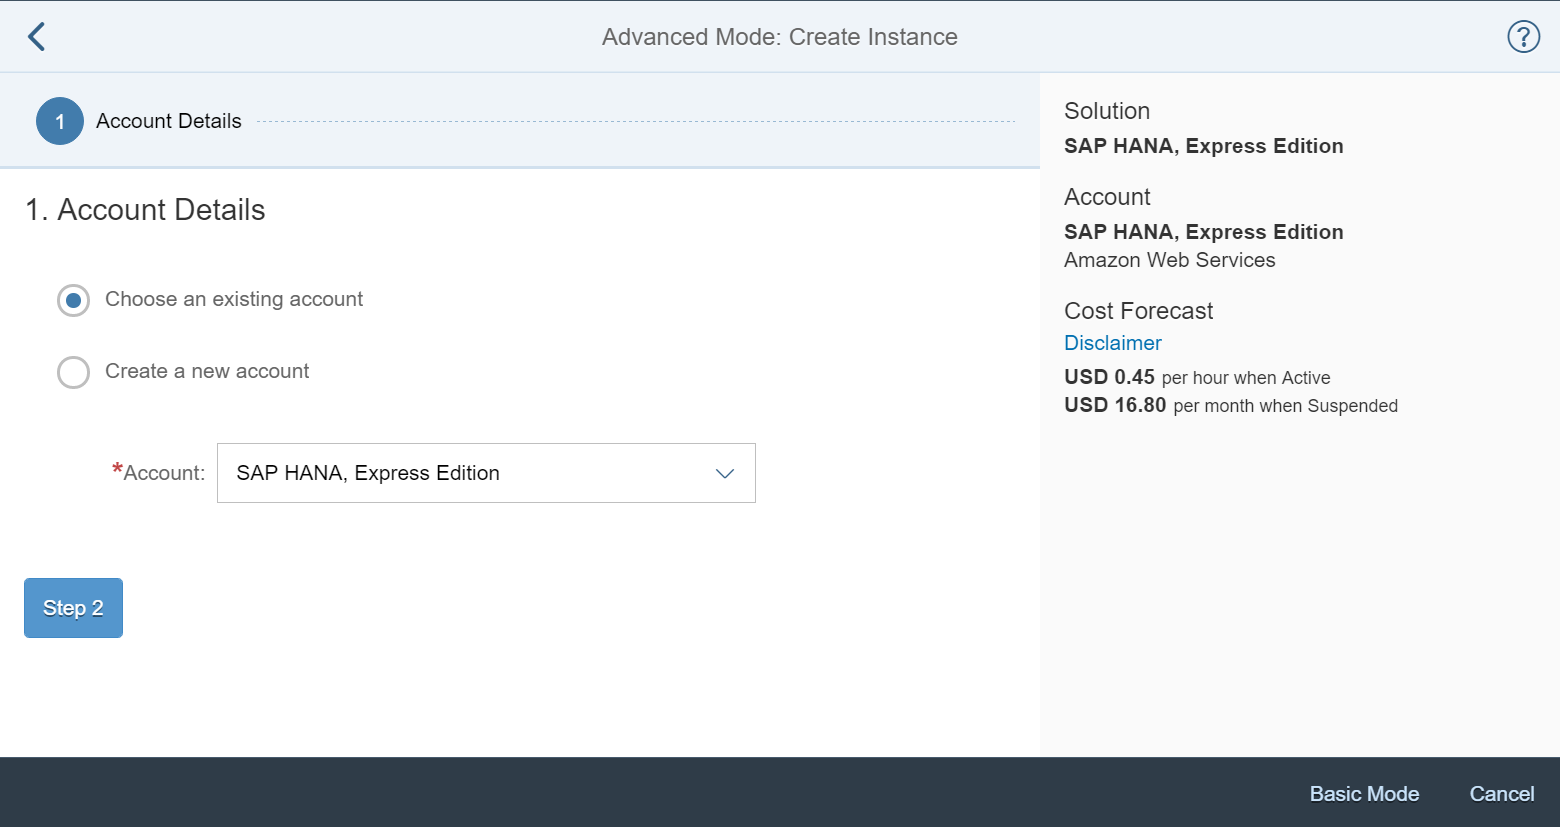 Advanced Mode: Create Instance
?
1 Account Details
1. Account Details
Choose an existing account
Create a new account
*Account: SAP HANA, Express Edition
Step 2
Solution
SAP HANA, Express Edition
Account
SAP HANA, Express Edition
Amazon Web Services
Cost Forecast
Disclaimer
USD 0.45 per hour when Active
USD 16.80 per month when Suspended
Basic Mode Cancel